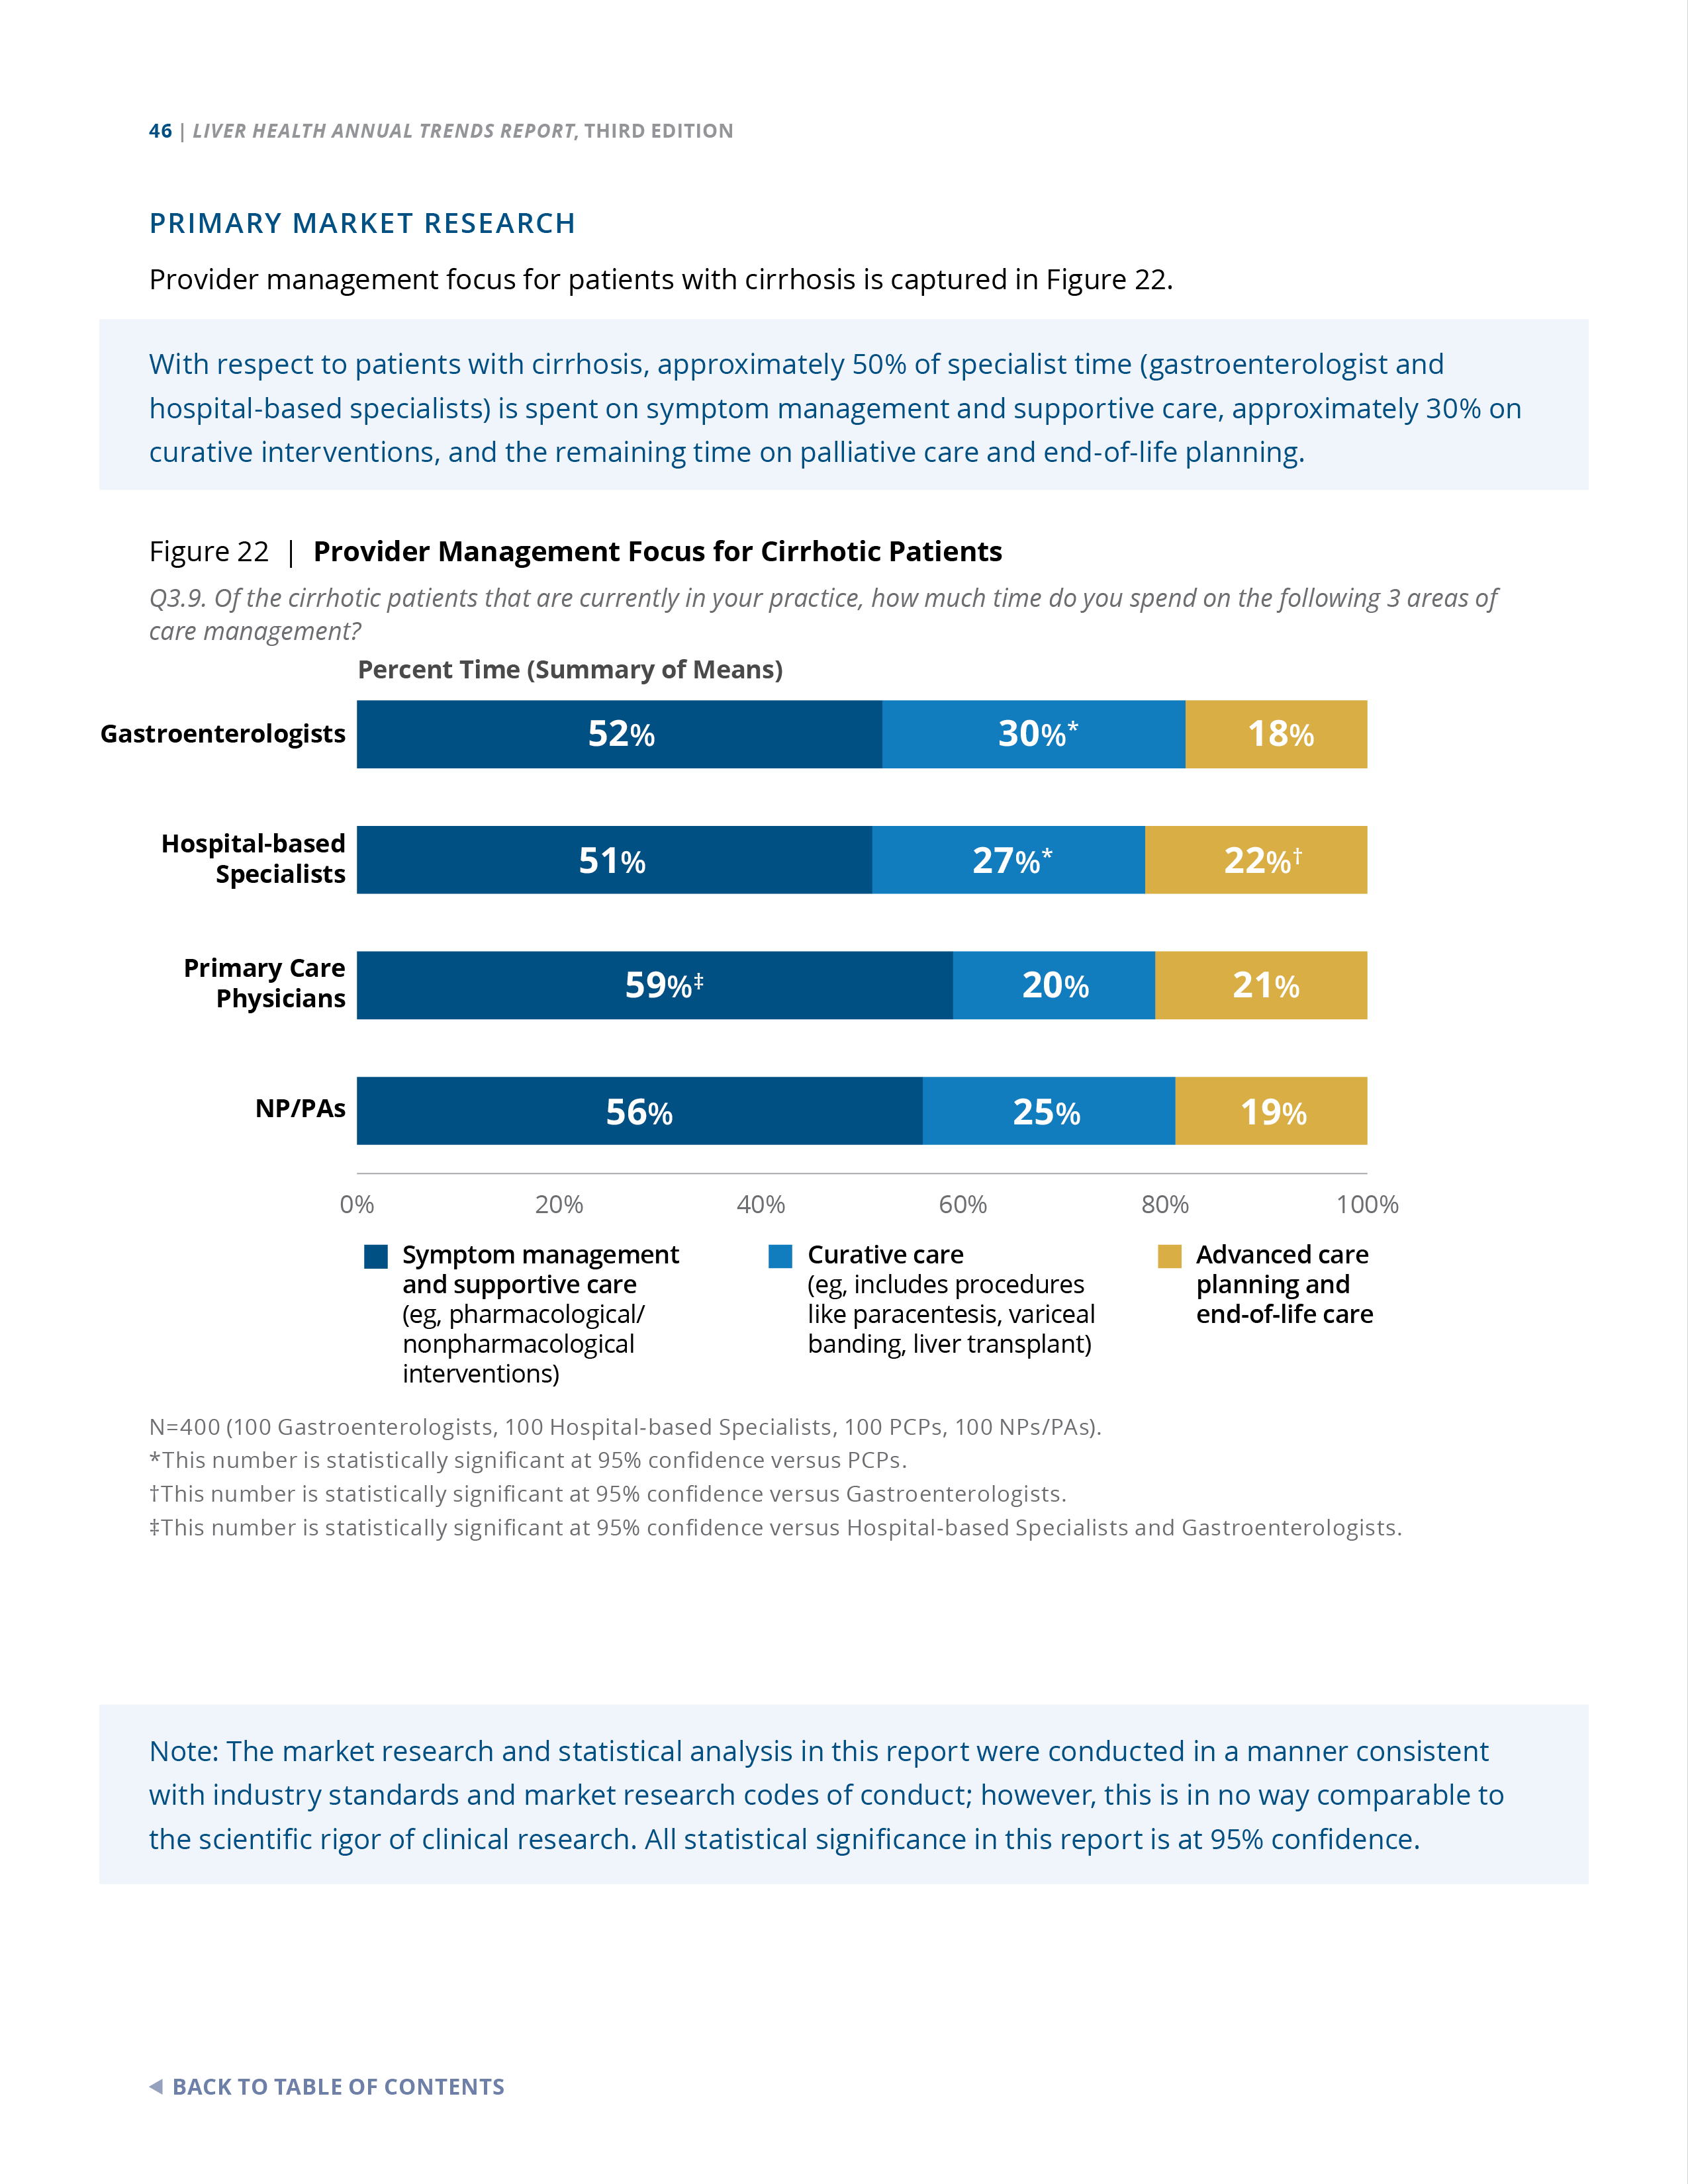 46 | LIVER HEALTH ANNUAL TRENDS REPORT, THIRD EDITION
PRIMARY MARKET RESEARCH
Provider management focus for patients with cirrhosis is captured in Figure 22.
With respect to patients with cirrhosis, approximately 50% of specialist time (gastroenterologist and
hospital-based specialists) is spent on symptom management and supportive care, approximately 30% on
curative interventions, and the remaining time on palliative care and end-of-life planning.
Figure 22 | Provider Management Focus for Cirrhotic Patients
Q3.9. Of the cirrhotic patients that are currently in your practice, how much time do you spend on the following 3 areas of
care management?
Percent Time (Summary of Means)
Gastroenterologists 52% 30%* 18%
Hospital-based
Specialists
51% 27%* 22%†
Primary Care
Physicians
59%‡ 20% 21%
NP/PAs 56% 25% 19%
0% 20% 40% 60% 80% 100%
Symptom management
and supportive care
(eg, pharmacological/
nonpharmacological
interventions)
Curative care
(eg, includes procedures
like paracentesis, variceal
banding, liver transplant)
Advanced care
planning and
end-of-life care
N=400 (100 Gastroenterologists, 100 Hospital-based Specialists, 100 PCPs, 100 NPs/PAs).
*This number is statistically significant at 95% confidence versus PCPs.
†This number is statistically significant at 95% confidence versus Gastroenterologists.
‡This number is statistically significant at 95% confidence versus Hospital-based Specialists and Gastroenterologists.
Note: The market research and statistical analysis in this report were conducted in a manner consistent
with industry standards and market research codes of conduct; however, this is in no way comparable to
the scientific rigor of clinical research. All statistical significance in this report is at 95% confidence.
BACK TO TABLE OF CONTENTS